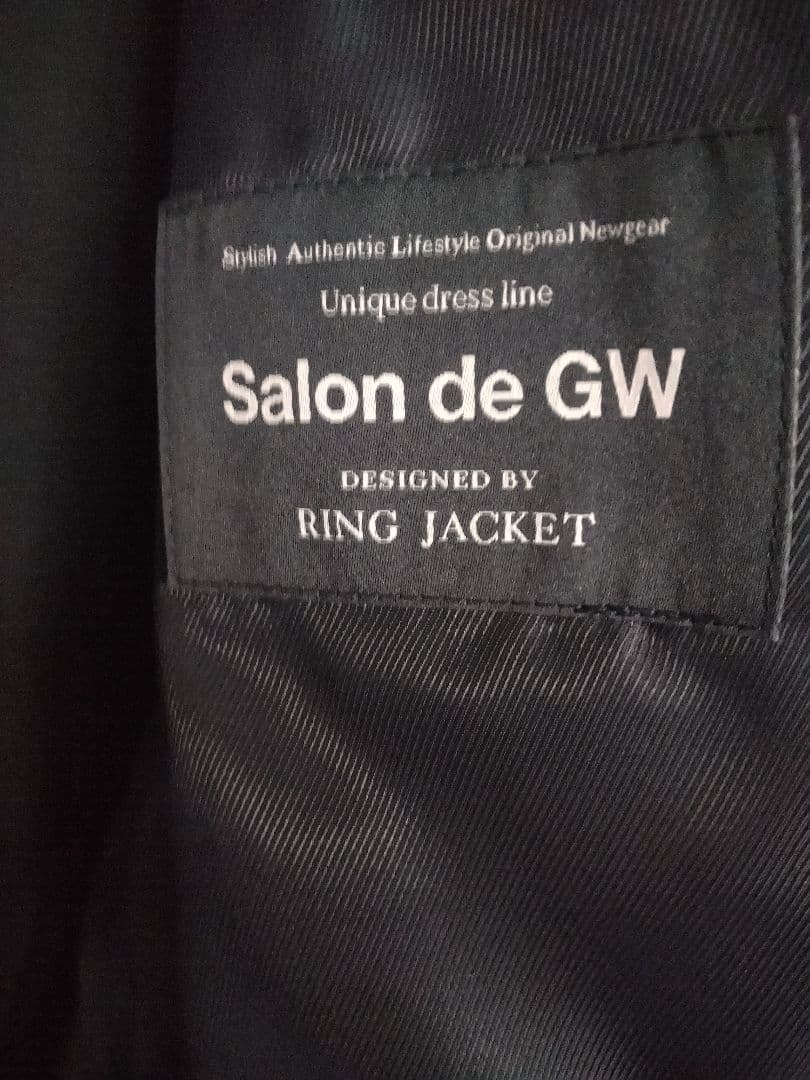 Stylish Authentic Lifestyle Original Newgear
Unique dress line
Salon de GW
DESIGNED BY
RING JACKET